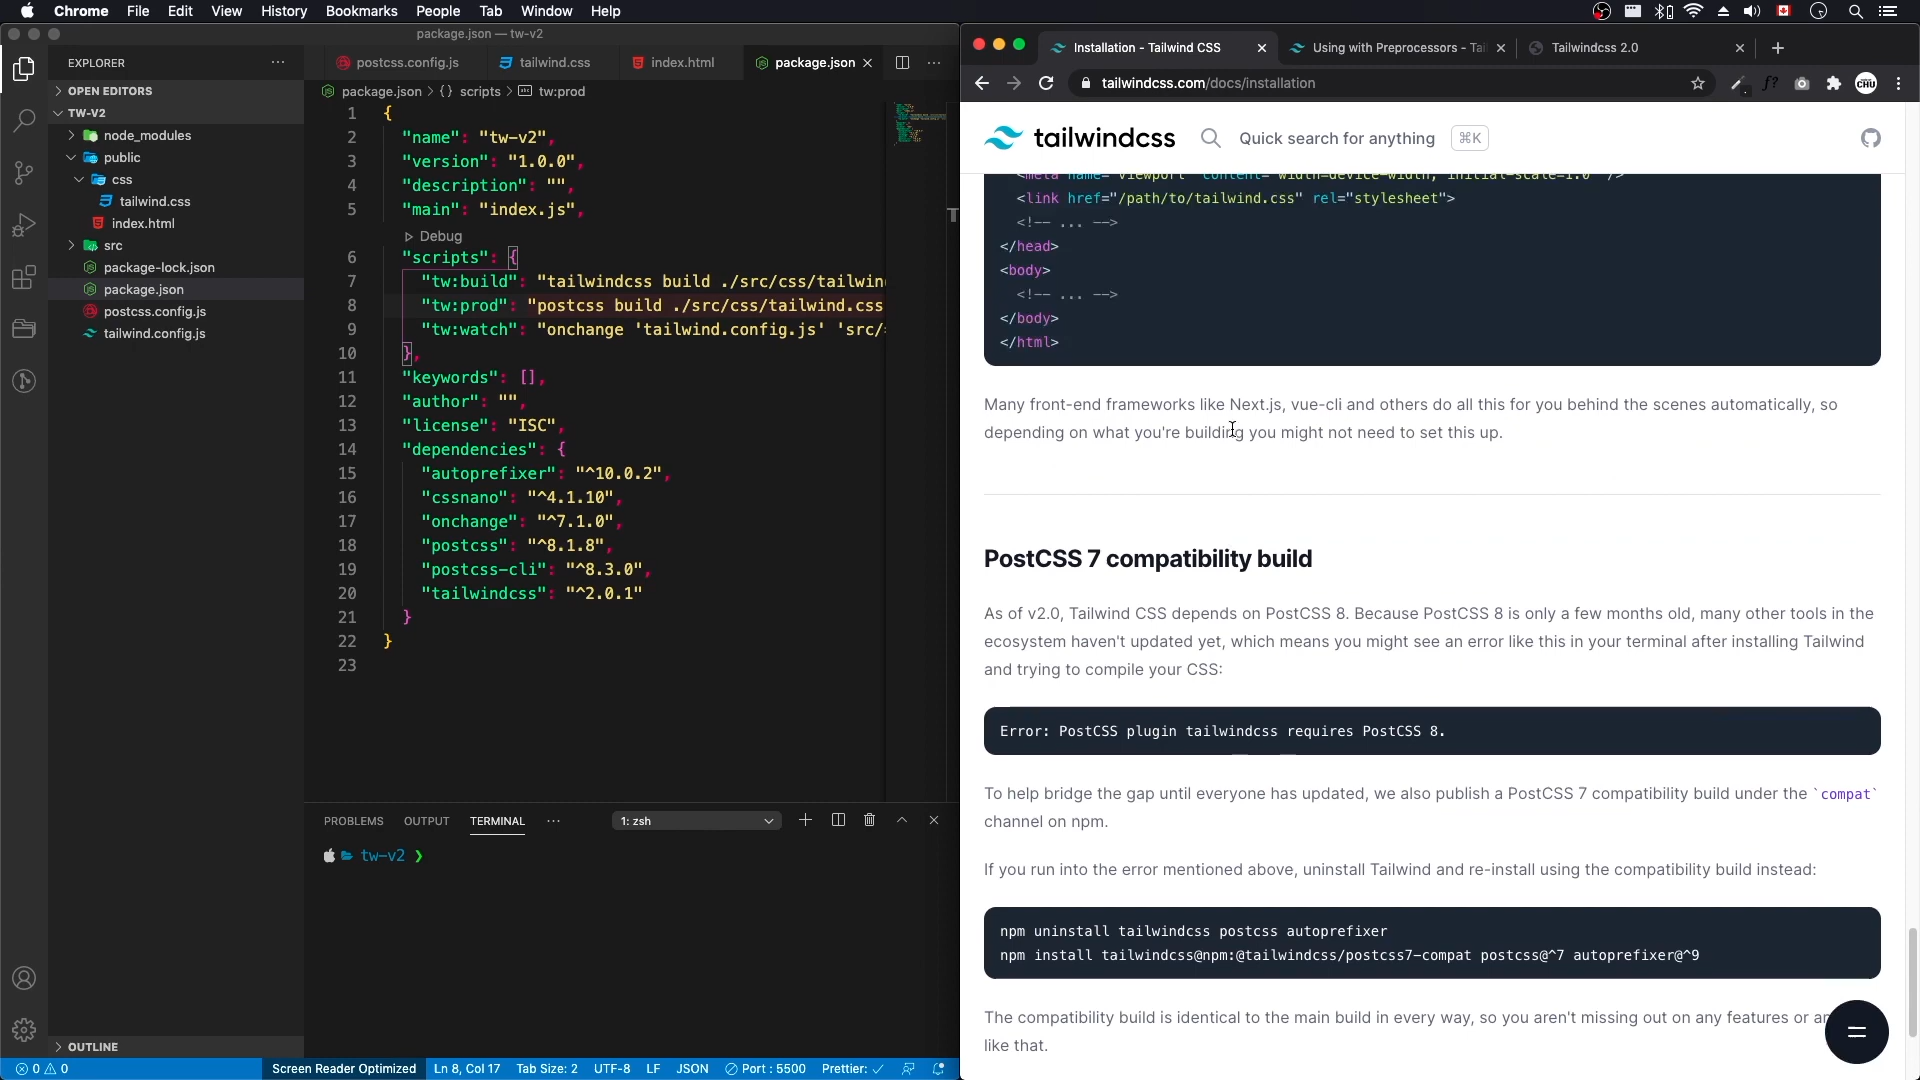 Chrome File Edit View History Bookmarks People Tab Window Help
package.json — tw-v2
EXPLORER
OPEN EDITORS
TW-V2
node_modules
public
css
tailwind.css
index.html
src
package-lock.json
package.json
postcss.config.js
tailwind.config.js
OUTLINE
postcss.config.js tailwind.css index.html package.json
package.json > {} scripts > tw:prod
1 {
2 "name": "tw-v2",
3 "version": "1.0.0",
4 "description": "",
5 "main": "index.js",
Debug
6 "scripts": {
7 "tw:build": "tailwindcss build ./src/css/tailwin
8 "tw:prod": "postcss build ./src/css/tailwind.css
9 "tw:watch": "onchange 'tailwind.config.js' 'src/
10 },
11 "keywords": [],
12 "author": "",
13 "license": "ISC",
14 "dependencies": {
15 "autoprefixer": "^10.0.2",
16 "cssnano": "^4.1.10",
17 "onchange": "^7.1.0",
18 "postcss": "^8.1.8",
19 "postcss-cli": "^8.3.0",
20 "tailwindcss": "^2.0.1"
21 }
22 }
23
PROBLEMS OUTPUT TERMINAL 1: zsh
tw-v2 ❯
0 0 Screen Reader Optimized Ln 8, Col 17 Tab Size: 2 UTF-8 LF JSON Port : 5500 Prettier: ✓
Installation - Tailwind CSS Using with Preprocessors - Tai Tailwindcss 2.0
tailwindcss.com/docs/installation
CHU
tailwindcss Quick search for anything ⌘K
<meta name="viewport" content="width=device-width, initial-scale=1.0" />
<link href="/path/to/tailwind.css" rel="stylesheet">
<!-- ... -->
</head>
<body>
<!-- ... -->
</body>
</html>
Many front-end frameworks like Next.js, vue-cli and others do all this for you behind the scenes automatically, so
depending on what you're building you might not need to set this up.
PostCSS 7 compatibility build
As of v2.0, Tailwind CSS depends on PostCSS 8. Because PostCSS 8 is only a few months old, many other tools in the
ecosystem haven't updated yet, which means you might see an error like this in your terminal after installing Tailwind
and trying to compile your CSS:
Error: PostCSS plugin tailwindcss requires PostCSS 8.
To help bridge the gap until everyone has updated, we also publish a PostCSS 7 compatibility build under the `compat`
channel on npm.
If you run into the error mentioned above, uninstall Tailwind and re-install using the compatibility build instead:
npm uninstall tailwindcss postcss autoprefixer
npm install tailwindcss@npm:@tailwindcss/postcss7-compat postcss@^7 autoprefixer@^9
The compatibility build is identical to the main build in every way, so you aren't missing out on any features or
like that.